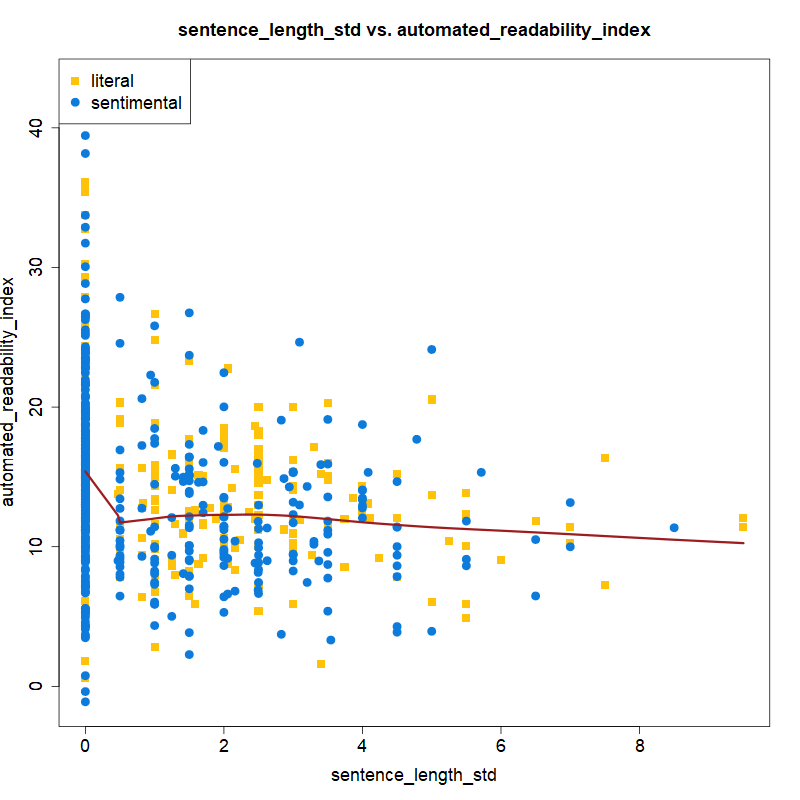 sentence_length_std vs. automated_readability_index
literal
sentimental
automated_readability_index
40
30
20
10
0
0 2 4 6 8
sentence_length_std